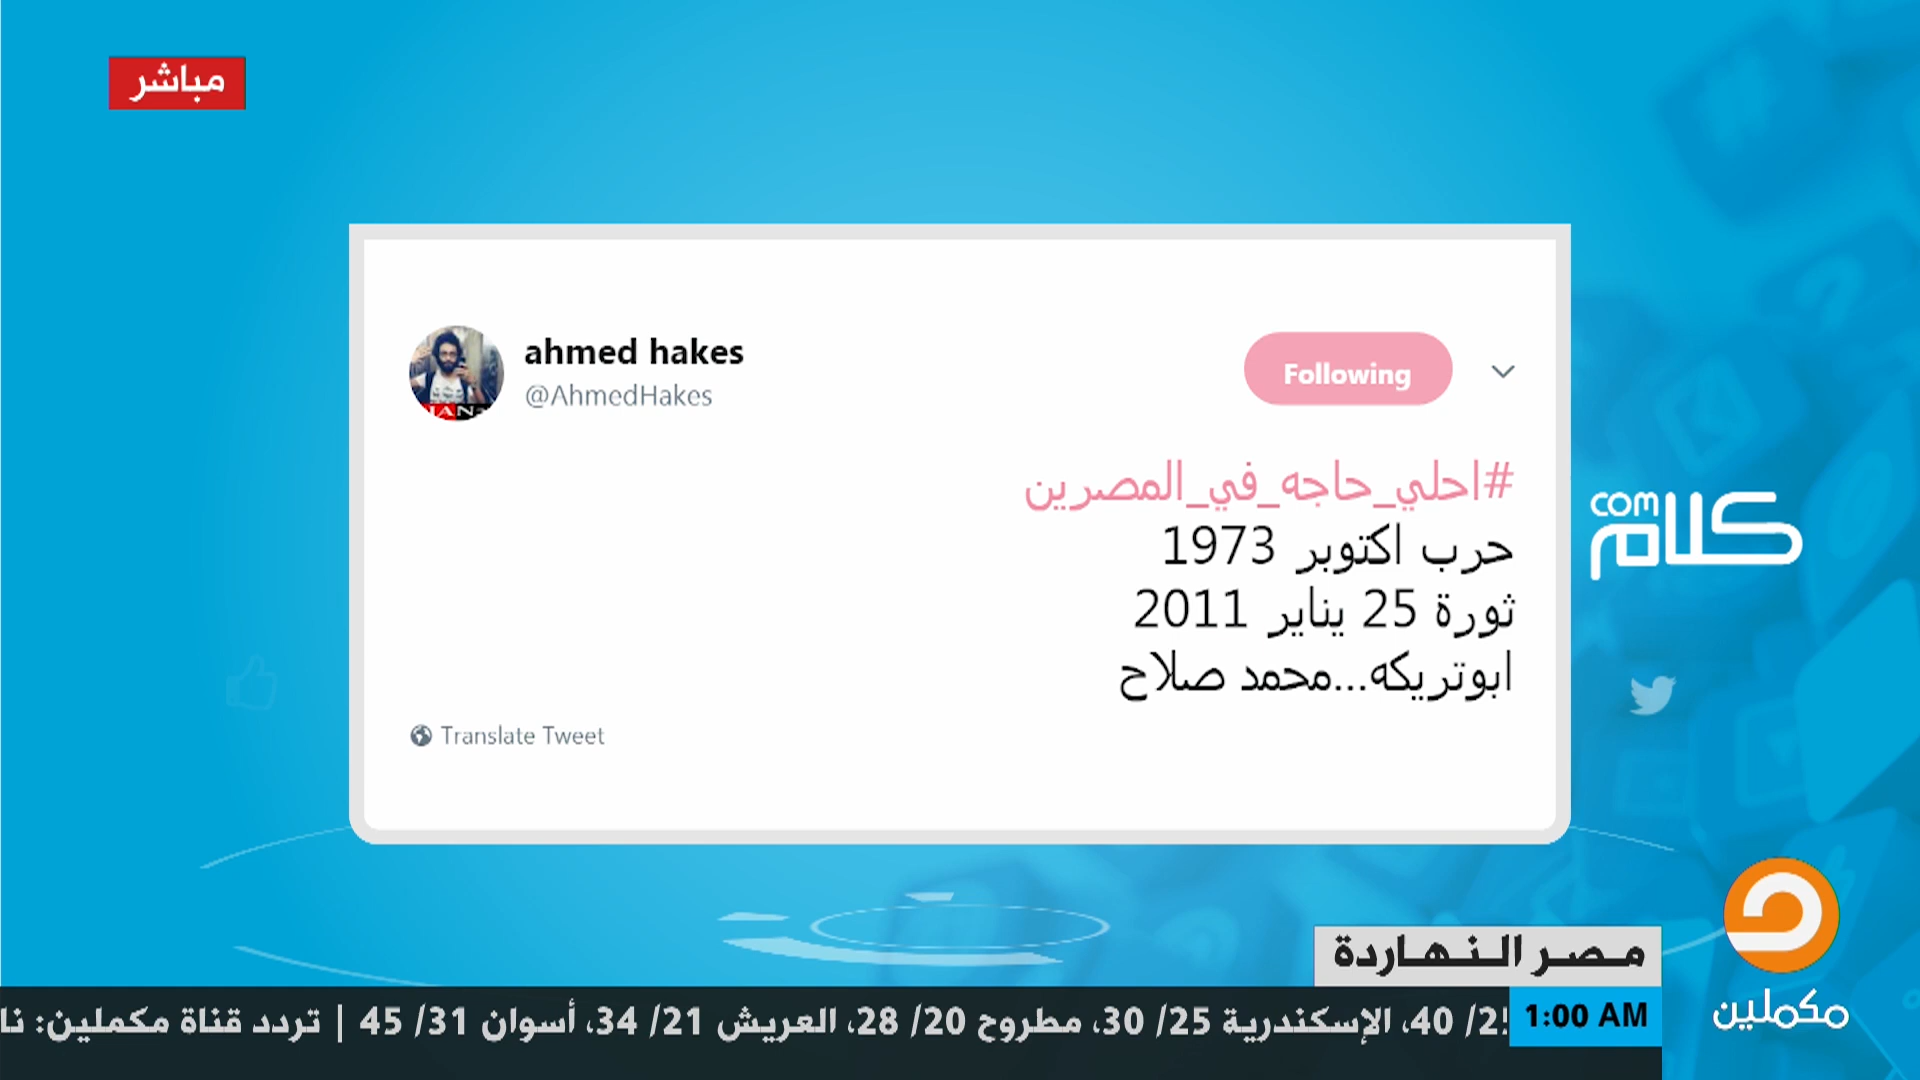 مباشر
ahmed hakes
@AhmedHakes
Following
#احلي_حاجه_في_المصرين
حرب اكتوبر 1973
ثورة 25 يناير 2011
ابوتريكه...محمد صلاح
Translate Tweet
كلام
com
مصر النهاردة
1:00 AM
25/ 40، الإسكندرية 25/ 30، مطروح 20/ 28، العريش 21/ 34، أسوان 31/ 45 | تردد قناة مكملين:
مكملين